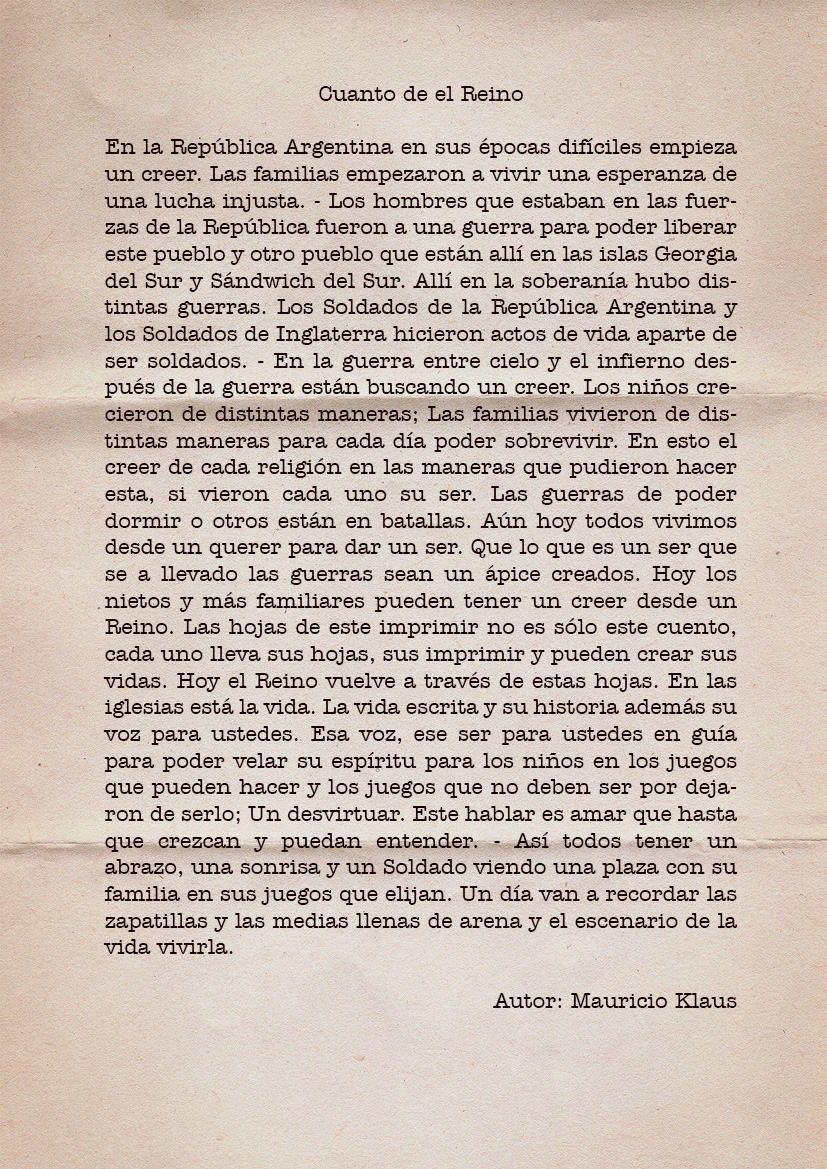 Cuanto de el Reino
En la República Argentina en sus épocas difíciles empieza
un creer. Las familias empezaron a vivir una esperanza de
una lucha injusta. - Los hombres que estaban en las fuer-
zas de la República fueron a una guerra para poder liberar
este pueblo y otro pueblo que están allí en las islas Georgia
del Sur y Sándwich del Sur. Allí en la soberanía hubo dis-
tintas guerras. Los Soldados de la República Argentina y
los Soldados de Inglaterra hicieron actos de vida aparte de
ser soldados. - En la guerra entre cielo y el infierno des-
pués de la guerra están buscando un creer. Los niños cre-
cieron de distintas maneras; Las familias vivieron de dis-
tintas maneras para cada día poder sobrevivir. En esto el
creer de cada religión en las maneras que pudieron hacer
esta, si vieron cada uno su ser. Las guerras de poder
dormir o otros están en batallas. Aún hoy todos vivimos
desde un querer para dar un ser. Que lo que es un ser que
se a llevado las guerras sean un ápice creados. Hoy los
nietos y más familiares pueden tener un creer desde un
Reino. Las hojas de este imprimir no es sólo este cuento,
cada uno lleva sus hojas, sus imprimir y pueden crear sus
vidas. Hoy el Reino vuelve a través de estas hojas. En las
iglesias está la vida. La vida escrita y su historia además su
voz para ustedes. Esa voz, ese ser para ustedes en guía
para poder velar su espíritu para los niños en los juegos
que pueden hacer y los juegos que no deben ser por deja-
ron de serlo; Un desvirtuar. Este hablar es amar que hasta
que crezcan y puedan entender. - Así todos tener un
abrazo, una sonrisa y un Soldado viendo una plaza con su
familia en sus juegos que elijan. Un día van a recordar las
zapatillas y las medias llenas de arena y el escenario de la
vida vivirla.
Autor: Mauricio Klaus